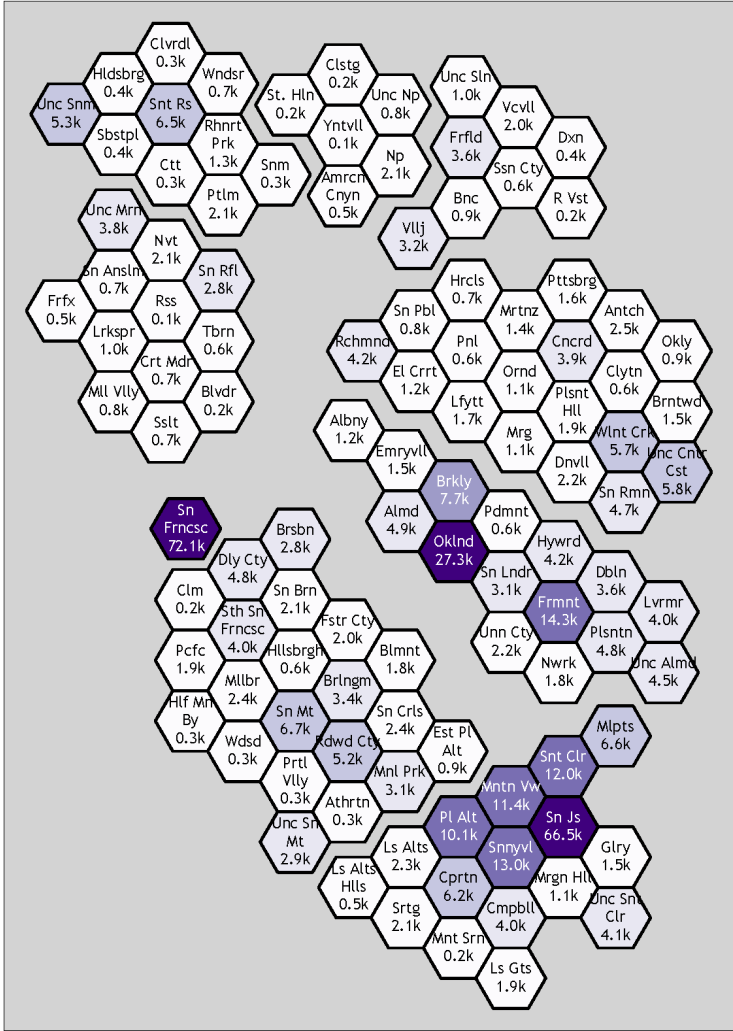 Clvrdl
0.3k
Hldsbrg
0.4k
Wndsr
0.7k
Unc Snm
5.3k
Snt Rs
6.5k
Sbstpl
0.4k
Rhnrt
Prk
1.3k
Ctt
0.3k
Snm
0.3k
Ptlm
2.1k
Clstg
0.2k
St. Hln
0.2k
Unc Np
0.8k
Yntvll
0.1k
Np
2.1k
Amrcn
Cnyn
0.5k
Unc Sln
1.0k
Vcvll
2.0k
Frfld
3.6k
Dxn
0.4k
Ssn Cty
0.6k
Bnc
0.9k
R Vst
0.2k
Vllj
3.2k
Unc Mrn
3.8k
Nvt
2.1k
Sn Ansln
0.7k
Sn Rfl
2.8k
Frfx
0.5k
Rss
0.1k
Lrkspr
1.0k
Tbrn
0.6k
Crt Mdr
0.7k
Mll Vlly
0.8k
Blvdr
0.2k
Sslt
0.7k
Hrcls
0.7k
Pttsbrg
1.6k
Sn Pbl
0.8k
Mrtnz
1.4k
Antch
2.5k
Rchmnd
4.2k
Pnl
0.6k
Cncrd
3.9k
Okly
0.9k
El Crrt
1.2k
Ornd
1.1k
Clytn
0.6k
Lfytt
1.7k
Plsnt
Hll
1.9k
Brntwd
1.5k
Mrg
1.1k
Wlnt Crk
5.7k
Dnvll
2.2k
Unc Cntr
Cst
5.8k
Sn Rmn
4.7k
Albny
1.2k
Emryvll
1.5k
Brkly
7.7k
Almd
4.9k
Pdmnt
0.6k
Oklnd
27.3k
Hywrd
4.2k
Sn Lndr
3.1k
Dbln
3.6k
Frmnt
14.3k
Lvrmr
4.0k
Unn Cty
2.2k
Plsntn
4.8k
Nwrk
1.8k
Unc Almd
4.5k
Sn
Frncsc
72.1k
Brsbn
2.8k
Dly Cty
4.8k
Clm
0.2k
Sn Brn
2.1k
Sth Sn
Frncsc
4.0k
Fstr Cty
2.0k
Pcfc
1.9k
Hllsbrgh
0.6k
Blmnt
1.8k
Mllbr
2.4k
Brlngm
3.4k
Hlf Mn
By
0.3k
Sn Mt
6.7k
Sn Crls
2.4k
Wdsd
0.3k
Rdwd Cty
5.2k
Est Pl
Alt
0.9k
Prtl
Vlly
0.3k
Mnl Prk
3.1k
Athrtn
0.3k
Unc Sn
Mt
2.9k
Mlpts
6.6k
Snt Clr
12.0k
Mntn Vw
11.4k
Pl Alt
10.1k
Sn Js
66.5k
Ls Alts
2.3k
Snnyvl
13.0k
Glry
1.5k
Ls Alts
Hlls
0.5k
Cprtn
6.2k
Mrgn Hll
1.1k
Srtg
2.1k
Cmpbll
4.0k
Unc Snt
Clr
4.1k
Mnt Srn
0.2k
Ls Gts
1.9k